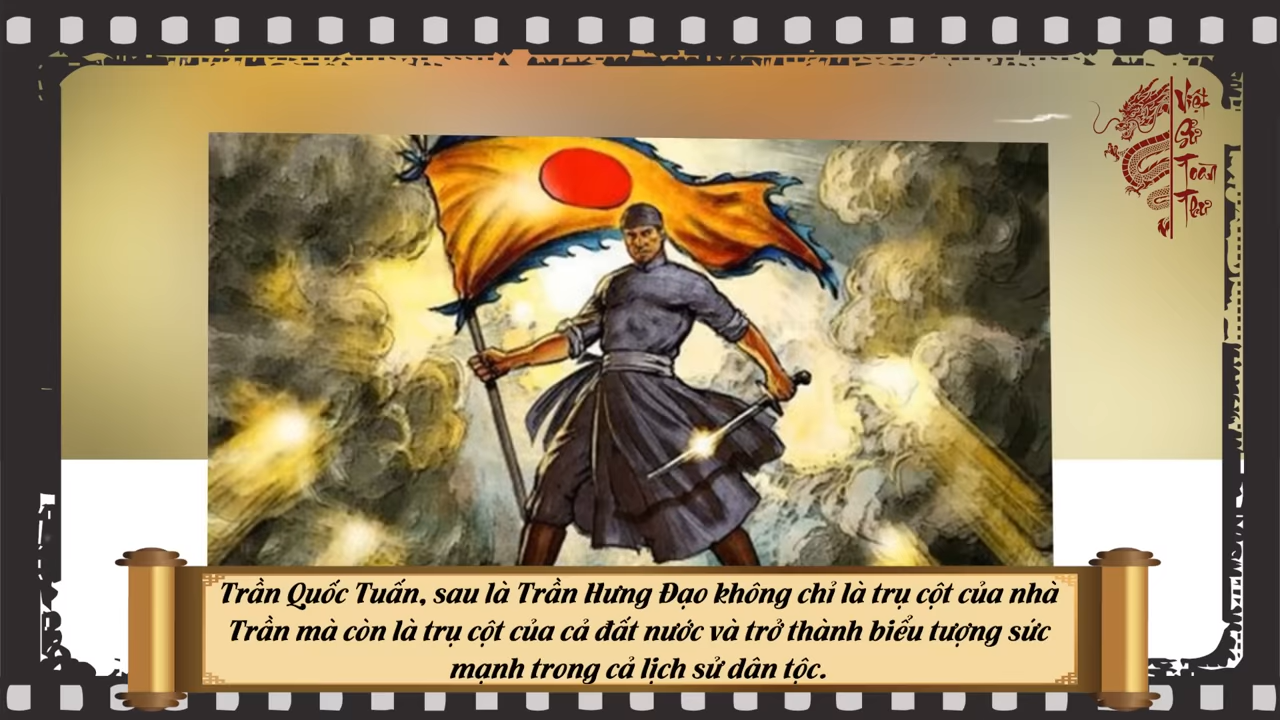 Việt
Sử
Toàn
Thư
Trần Quốc Tuấn, sau là Trần Hưng Đạo không chỉ là trụ cột của nhà
Trần mà còn là trụ cột của cả đất nước và trở thành biểu tượng sức
mạnh trong cả lịch sử dân tộc.